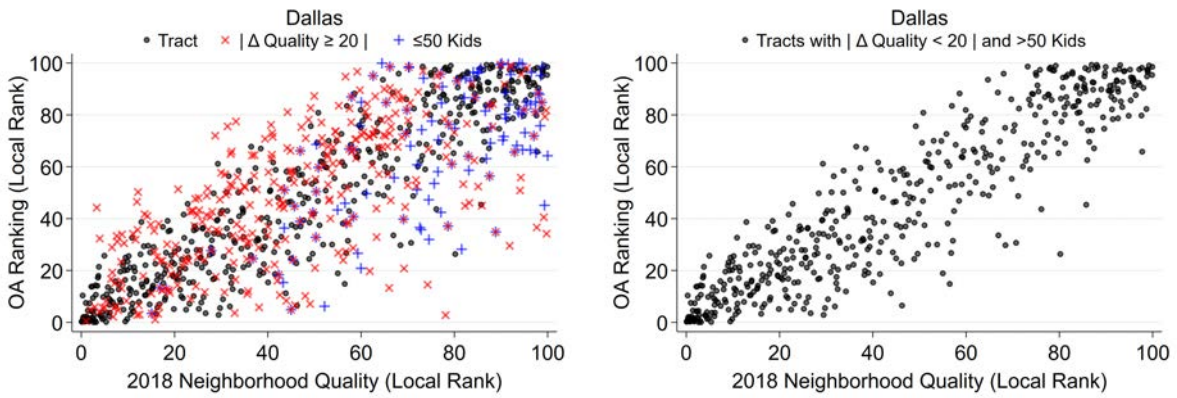 Dallas
Tract | Δ Quality ≥ 20 | ≤50 Kids
OA Ranking (Local Rank)
100
80
60
40
20
0
0 20 40 60 80 100
2018 Neighborhood Quality (Local Rank)
Dallas
Tracts with | Δ Quality < 20 | and >50 Kids
OA Ranking (Local Rank)
100
80
60
40
20
0
0 20 40 60 80 100
2018 Neighborhood Quality (Local Rank)